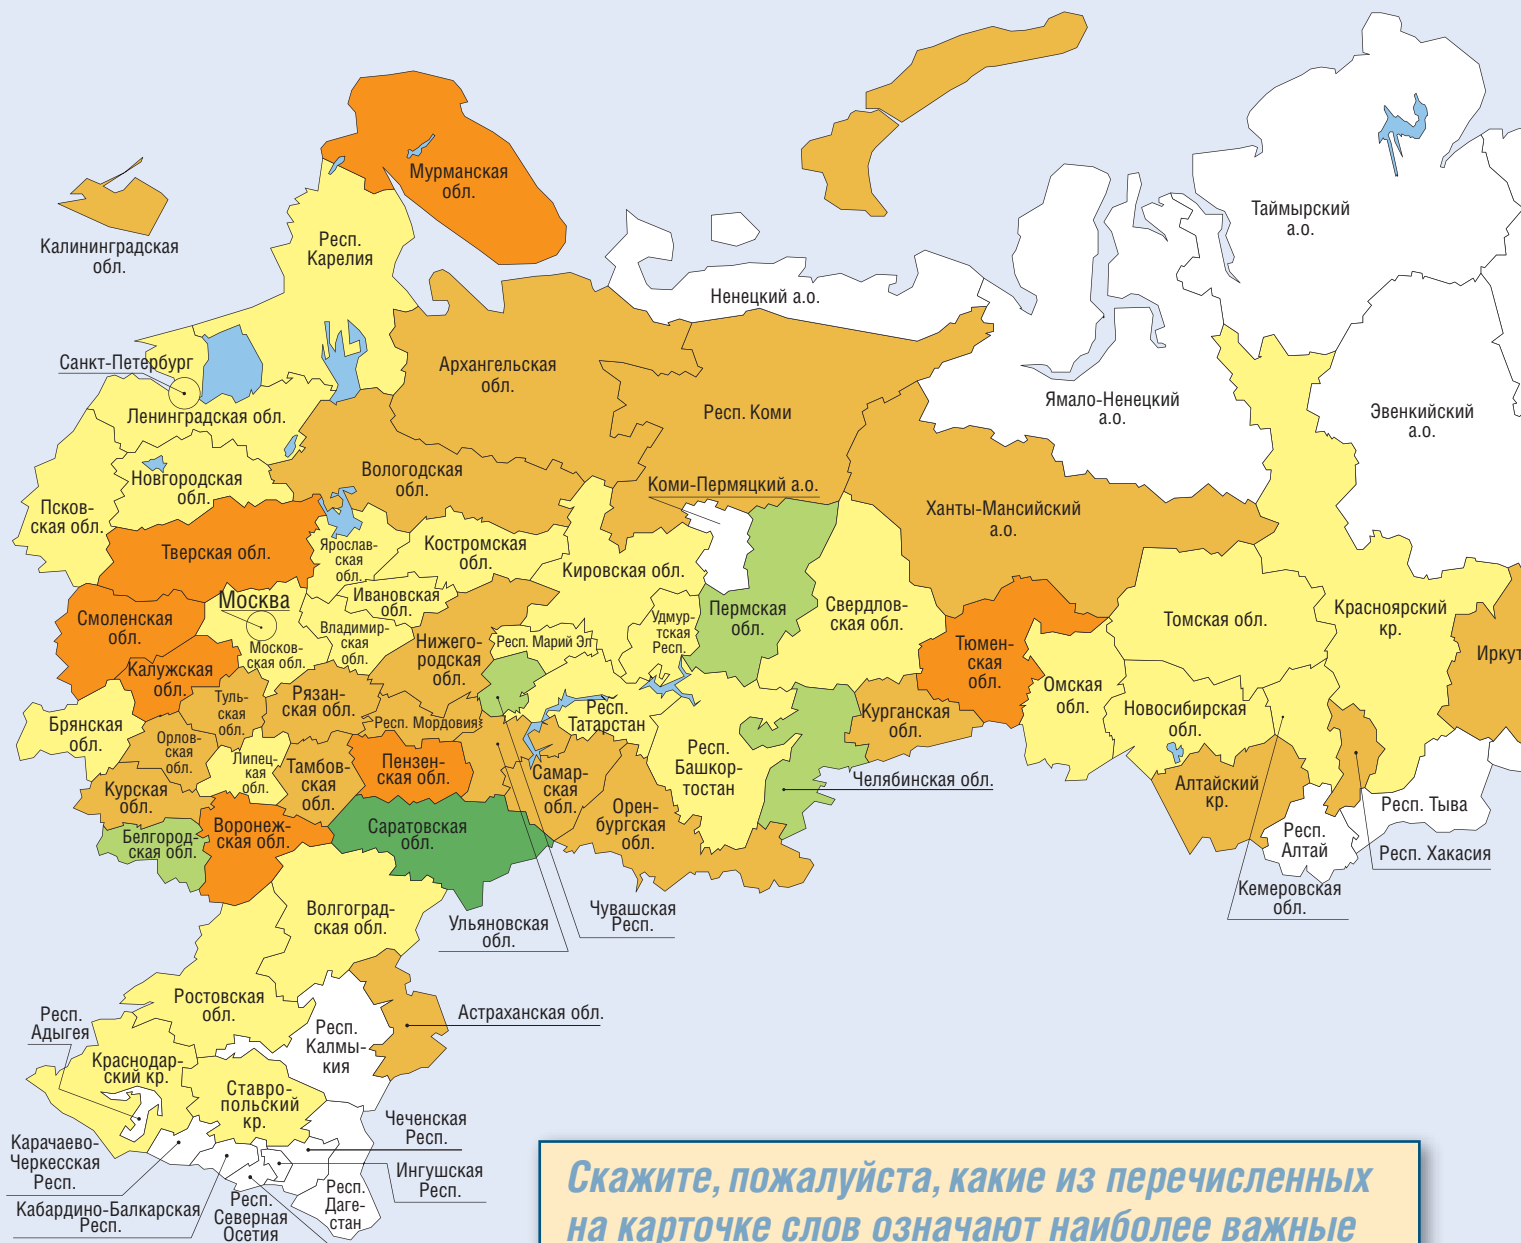 Мурманская
обл.
Калининградская
обл.
Респ.
Карелия
Таймырский
а.о.
Ненецкий а.о.
Санкт-Петербург
Архангельская
обл.
Ямало-Ненецкий
а.о.
Эвенкийский
а.о.
Ленинградская обл.
Респ. Коми
Новгородская
обл.
Вологодская
обл.
Коми-Пермяцкий а.о.
Псков-
ская обл.
Ханты-Мансийский
а.о.
Тверская обл.
Ярослав-
ская
обл.
Костромская
обл.
Кировская обл.
Москва
Ивановская
обл.
Смоленская
обл.
Владимир-
ская
обл.
Удмур-
тская
Респ.
Пермская
обл.
Свердлов-
ская обл.
Томская обл.
Красноярский
кр.
Московс-
ская обл.
Нижего-
родская
обл.
Респ. Марий Эл
Тюмен-
ская
обл.
Иркут
Калужская
обл.
Туль-
ская
обл.
Рязан-
ская обл.
Омская
обл.
Брянская
обл.
Респ. Мордовия
Респ.
Татарстан
Курганская
обл.
Новосибирская
обл.
Орлов-
ская
обл.
Липец-
кая
обл.
Тамбов-
ская
обл.
Пензен-
ская обл.
Самар-
ская
обл.
Респ.
Башкор-
тостан
Челябинская обл.
Алтайский
кр.
Курская
обл.
Орен-
бургская
обл.
Респ. Тыва
Белгород-
ская обл.
Воронеж-
ская обл.
Саратовская
обл.
Респ.
Алтай
Респ. Хакасия
Кемеровская
обл.
Волгоград-
ская обл.
Ульяновская
обл.
Чувашская
Респ.
Ростовская
обл.
Астраханская обл.
Респ.
Адыгея
Респ.
Калмы-
кия
Краснодар-
ский кр.
Ставро-
польский
кр.
Чеченская
Респ.
Карачаево-
Черкесская
Респ.
Ингушская
Респ.
Кабардино-Балкарская
Респ.
Респ.
Северная
Осетия
Респ.
Даге-
стан
Скажите, пожалуйста, какие из перечисленных
на карточке слов означают наиболее важные